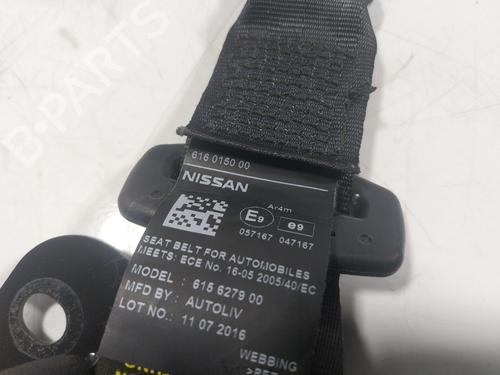 B-PARTS
616 0150 00
NISSAN
Ar4m
E9 e9
057167 047167
SEAT BELT FOR AUTOMOBILES
MEETS: ECE No. 16-05 2005/40/EC
MODEL : 615 6279 00
MFD BY : AUTOLIV
LOT NO.: 11 07 2016
WEBBING